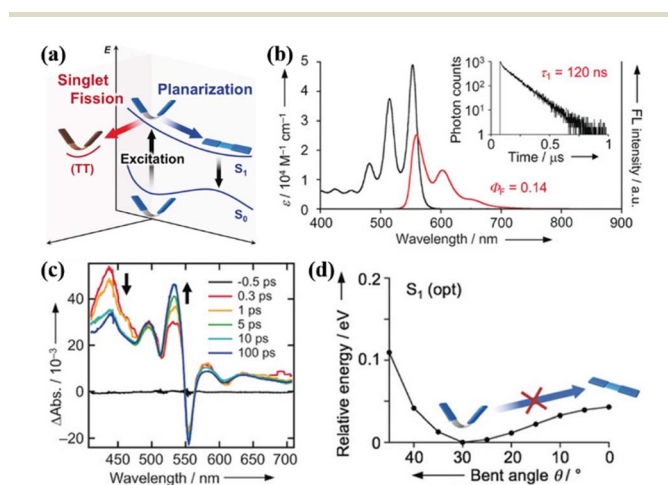 (a)
E
Singlet
Fission
Planarization
(TT)
Excitation
S₁
S₀
(b)
ε / 10⁴ M⁻¹ cm⁻¹
5
4
3
2
1
0
400 500 600 700 800 900
Wavelength / nm
FL intensity / a.u.
Φ_F = 0.14
Photon counts
10³
10²
10
1
τ₁ = 120 ns
0 0.5 1
Time / μs
(c)
ΔAbs. / 10⁻³
40
20
0
−20
-0.5 ps
0.3 ps
1 ps
5 ps
10 ps
100 ps
450 500 550 600 650 700
Wavelength / nm
(d)
S₁ (opt)
Relative energy / eV
0.2
0.1
0
40 30 20 10 0
Bent angle θ / °